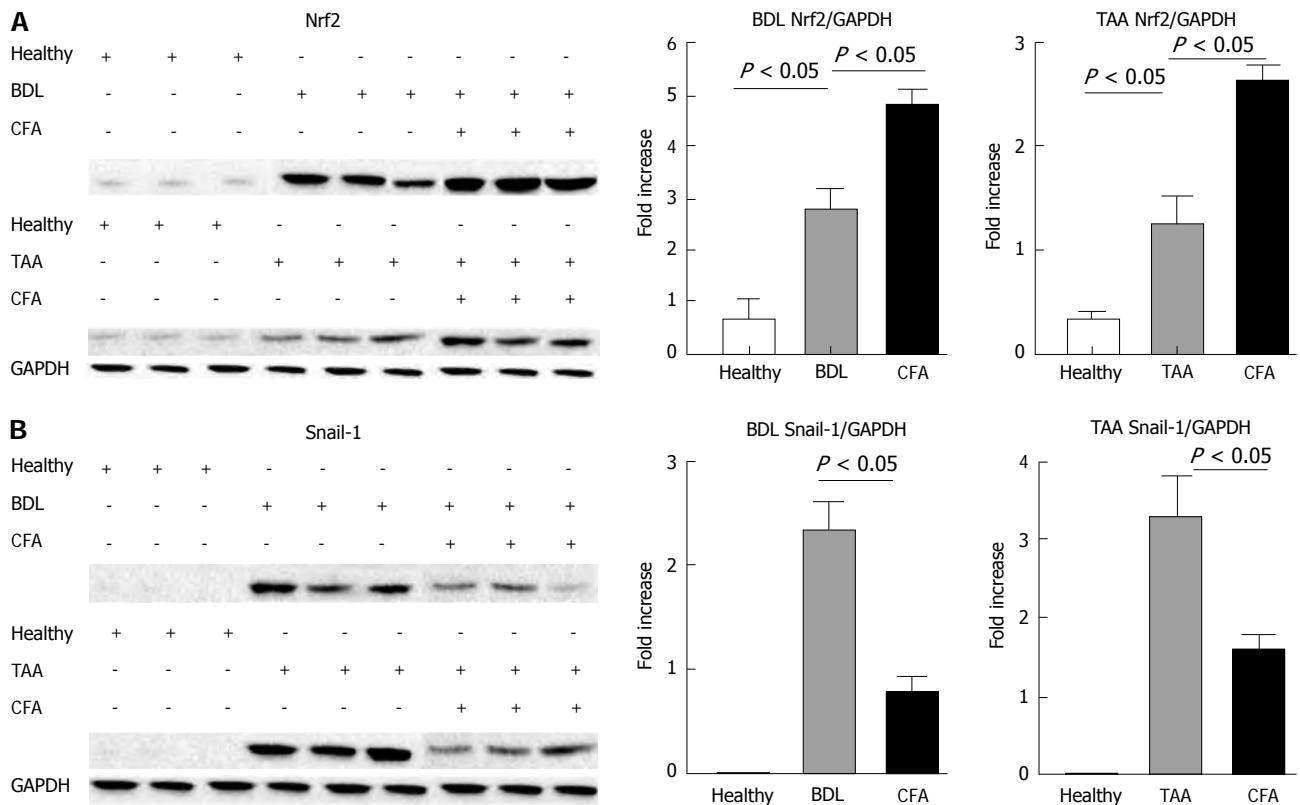 A
Nrf2
Healthy + + + - - - - - -
BDL - - - + + + + + +
CFA - - - - - - + + +
Healthy + + + - - - - - -
TAA - - - + + + + + +
CFA - - - - - - + + +
GAPDH
BDL Nrf2/GAPDH
P < 0.05
P < 0.05
Fold increase
6
5
4
3
2
1
0
Healthy BDL CFA
TAA Nrf2/GAPDH
P < 0.05
P < 0.05
Fold increase
3
2
1
0
Healthy TAA CFA
B
Snail-1
Healthy + + + - - - - - -
BDL - - - + + + + + +
CFA - - - - - - + + +
Healthy + + + - - - - - -
TAA - - - + + + + + +
CFA - - - - - - + + +
GAPDH
BDL Snail-1/GAPDH
P < 0.05
Fold increase
3
2
1
0
Healthy BDL CFA
TAA Snail-1/GAPDH
P < 0.05
Fold increase
4
3
2
1
0
Healthy TAA CFA